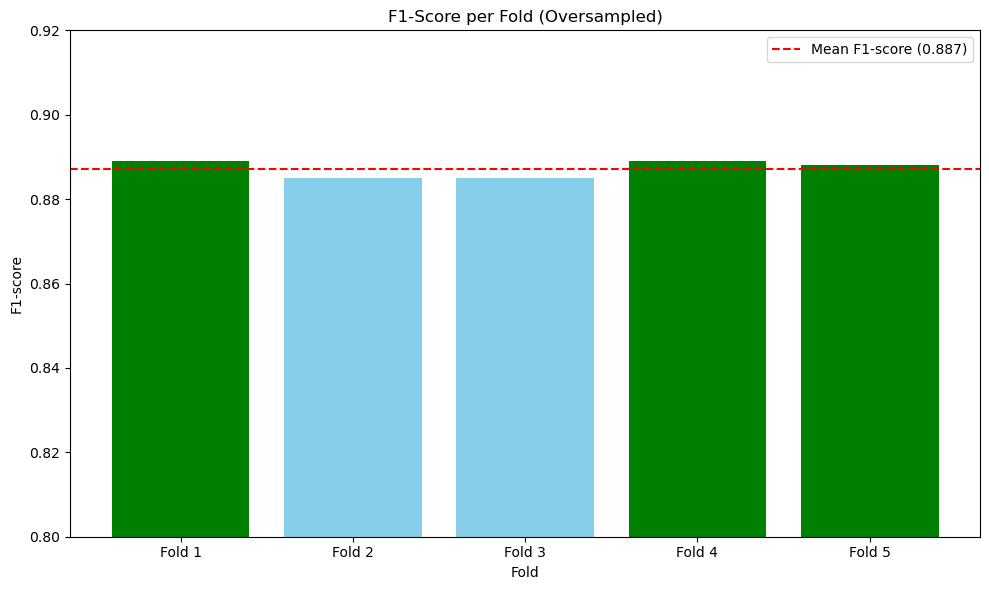 F1-Score per Fold (Oversampled)
Mean F1-score (0.887)
F1-score
0.92
0.90
0.88
0.86
0.84
0.82
0.80
Fold 1 Fold 2 Fold 3 Fold 4 Fold 5
Fold